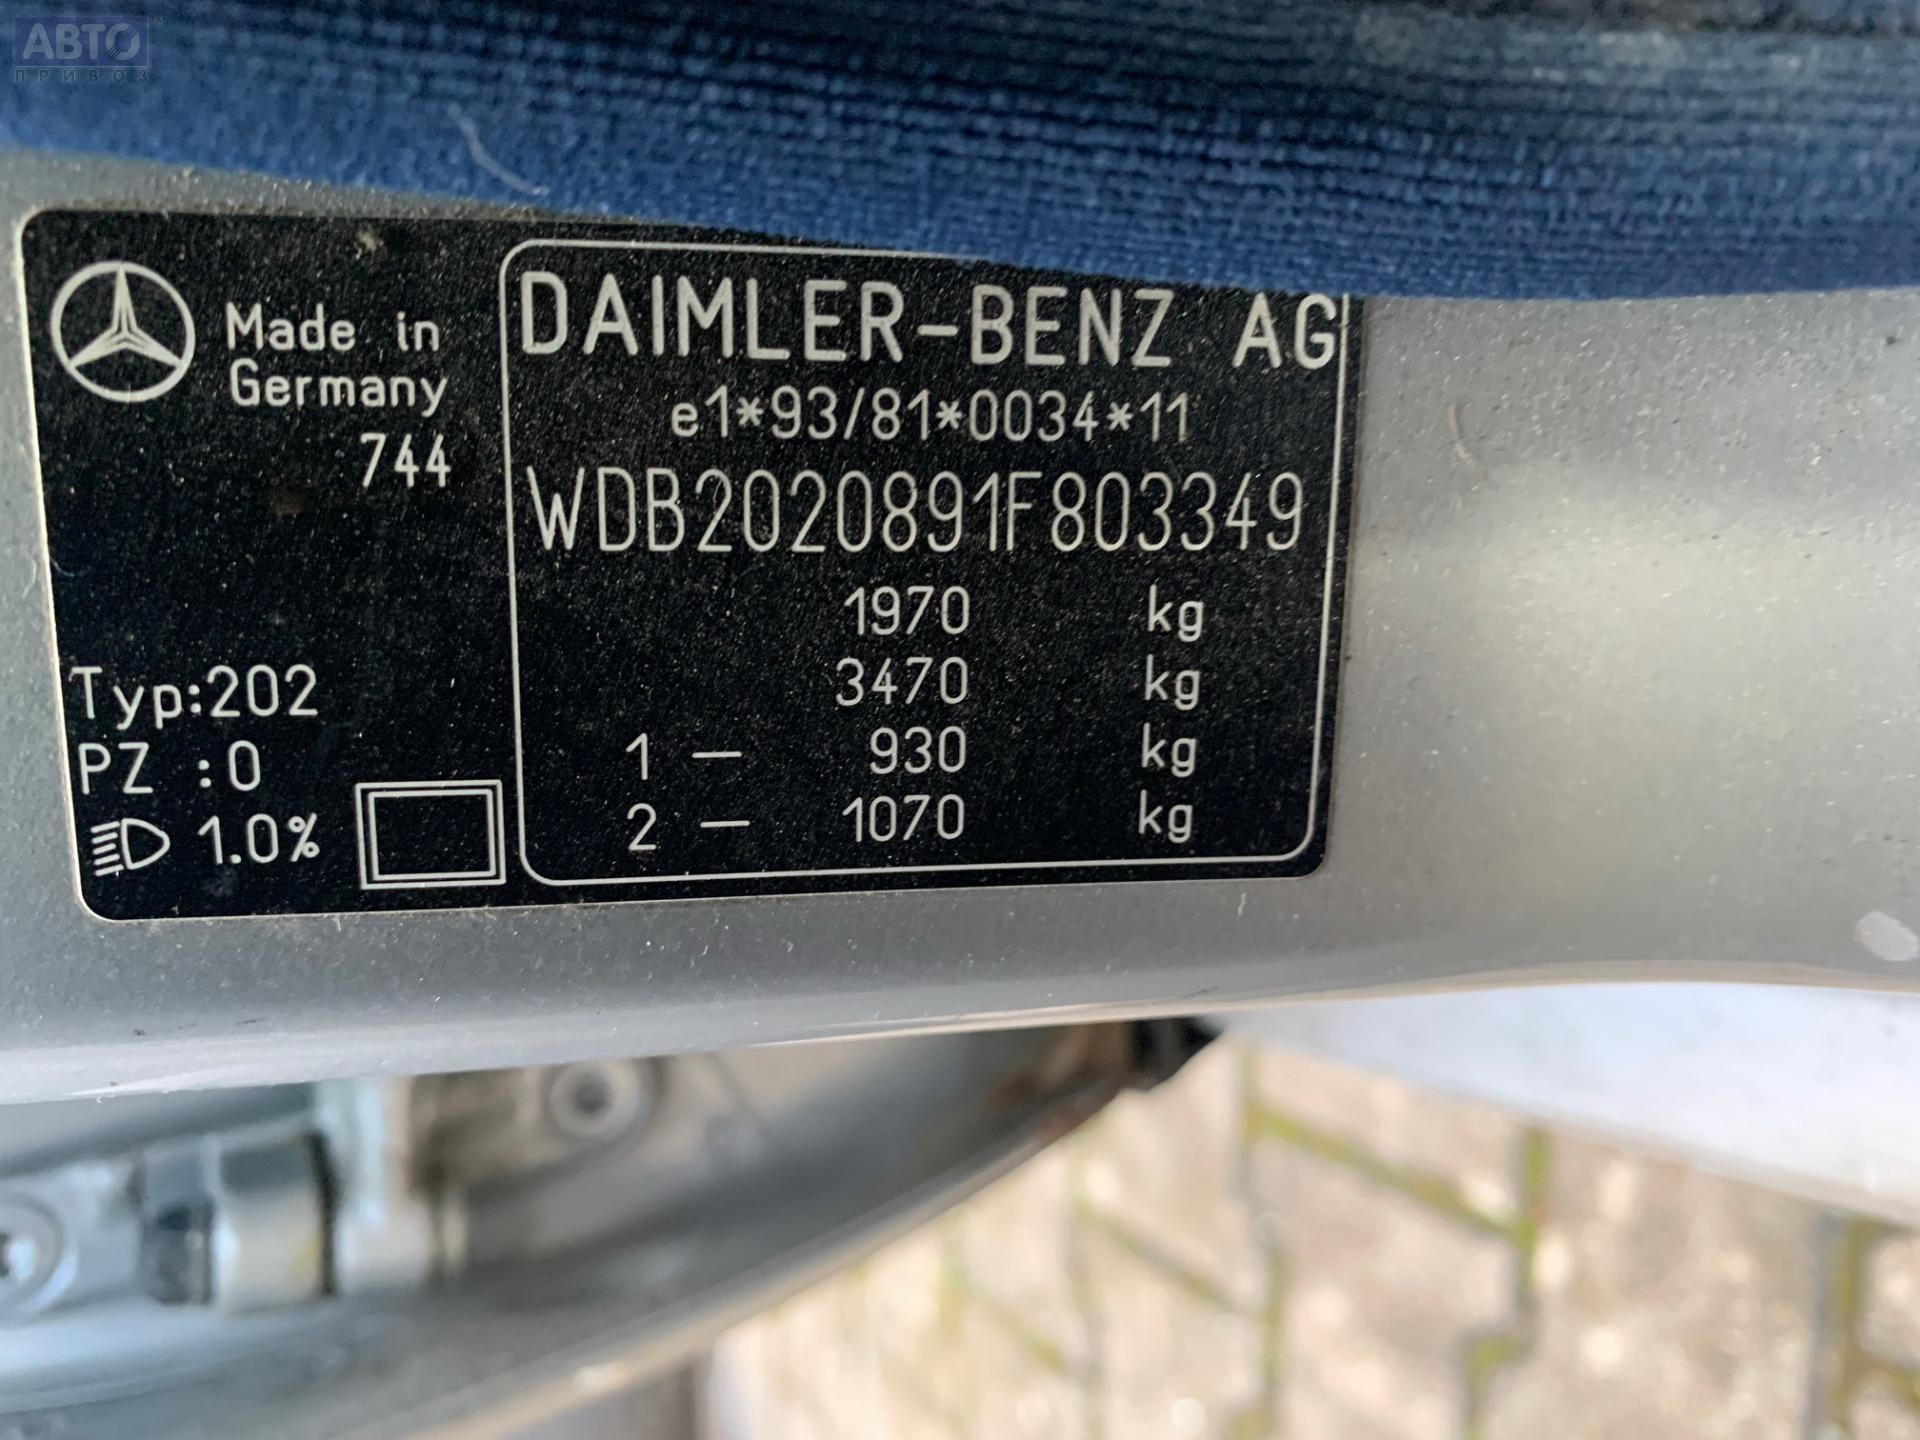 АВТО
ПРИВОЗ
Made in
Germany
744
Typ:202
PZ :0
1.0%
DAIMLER-BENZ AG
e1*93/81*0034*11
WDB2020891F803349
1970 kg
3470 kg
1 – 930 kg
2 – 1070 kg